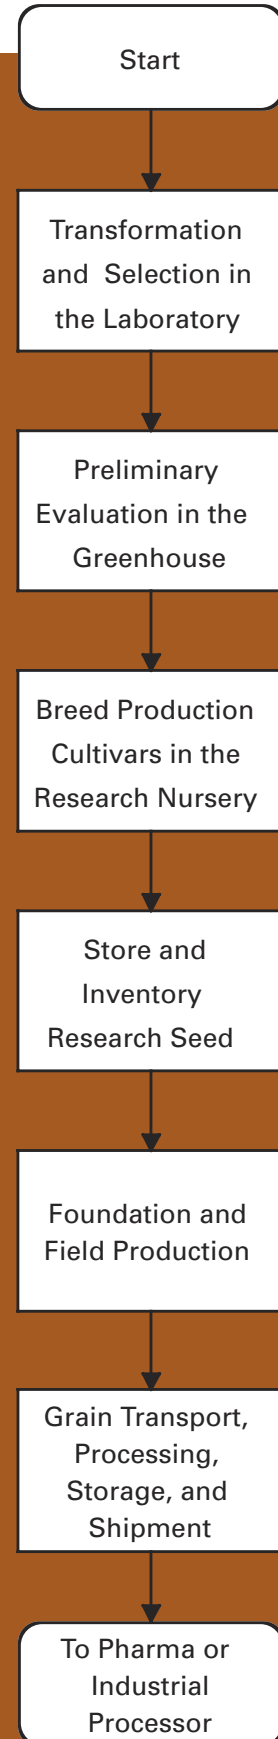 Start
Transformation
and Selection in
the Laboratory
Preliminary
Evaluation in the
Greenhouse
Breed Production
Cultivars in the
Research Nursery
Store and
Inventory
Research Seed
Foundation and
Field Production
Grain Transport,
Processing,
Storage, and
Shipment
To Pharma or
Industrial
Processor